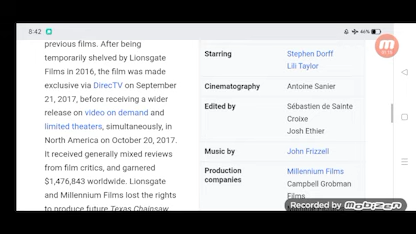 8:42
46%
previous films. After being
temporarily shelved by Lionsgate
Films in 2016, the film was made
exclusive via DirecTV on September
21, 2017, before receiving a wider
release on video on demand and
limited theaters, simultaneously, in
North America on October 20, 2017.
It received generally mixed reviews
from film critics, and garnered
$1,476,843 worldwide. Lionsgate
and Millennium Films lost the rights
to produce future Texas Chainsaw
Starring
Stephen Dorff
Lili Taylor
Cinematography
Antoine Sanier
Edited by
Sébastien de Sainte
Croixe
Josh Ethier
Music by
John Frizzell
Production
companies
Millennium Films
Campbell Grobman
Films
Recorded by Mobizen